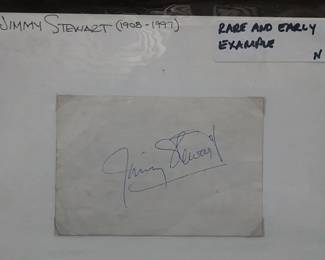 JIMMY STEWART (1908-1997)
RARE AND EARLY
EXAMPLE
N
Jimmy Stewart